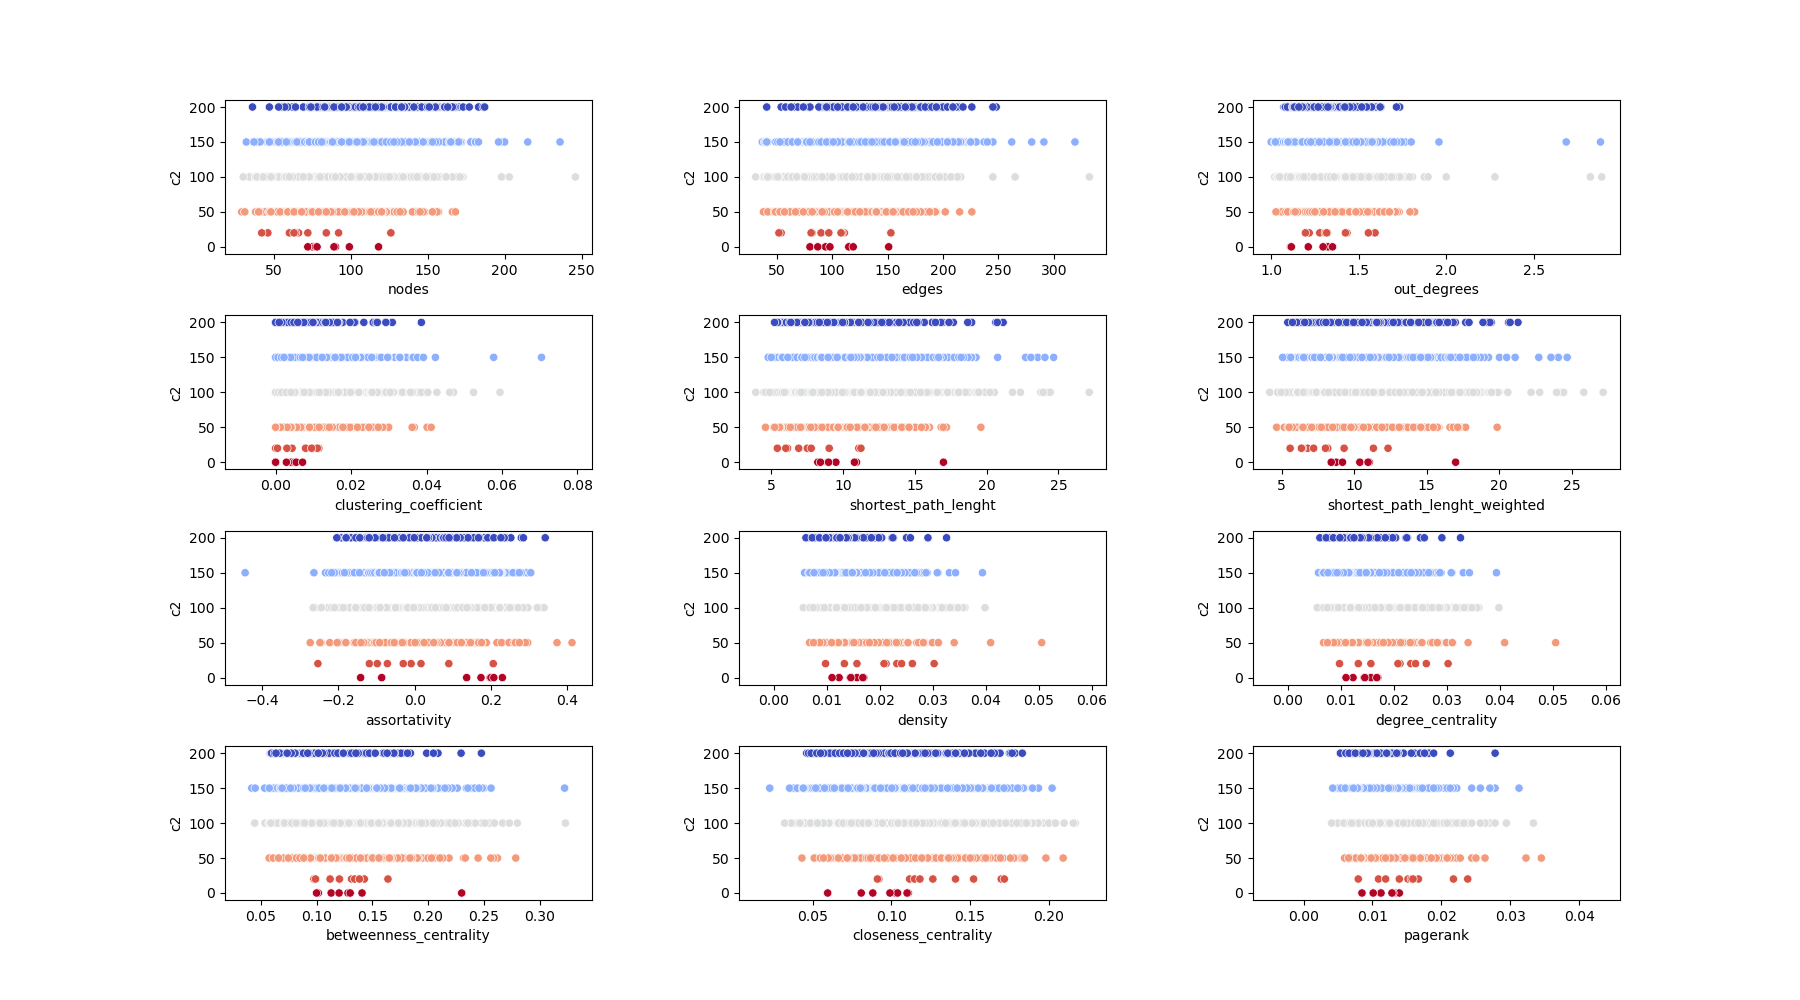 200
150
100
50
0
c2
50 100 150 200 250
nodes
200
150
100
50
0
c2
50 100 150 200 250 300
edges
200
150
100
50
0
c2
1.0 1.5 2.0 2.5
out_degrees
200
150
100
50
0
c2
0.00 0.02 0.04 0.06 0.08
clustering_coefficient
200
150
100
50
0
c2
5 10 15 20 25
shortest_path_lenght
200
150
100
50
0
c2
5 10 15 20 25
shortest_path_lenght_weighted
200
150
100
50
0
c2
−0.4 −0.2 0.0 0.2 0.4
assortativity
200
150
100
50
0
c2
0.00 0.01 0.02 0.03 0.04 0.05 0.06
density
200
150
100
50
0
c2
0.00 0.01 0.02 0.03 0.04 0.05 0.06
degree_centrality
200
150
100
50
0
c2
0.05 0.10 0.15 0.20 0.25 0.30
betweenness_centrality
200
150
100
50
0
c2
0.05 0.10 0.15 0.20
closeness_centrality
200
150
100
50
0
c2
0.00 0.01 0.02 0.03 0.04
pagerank